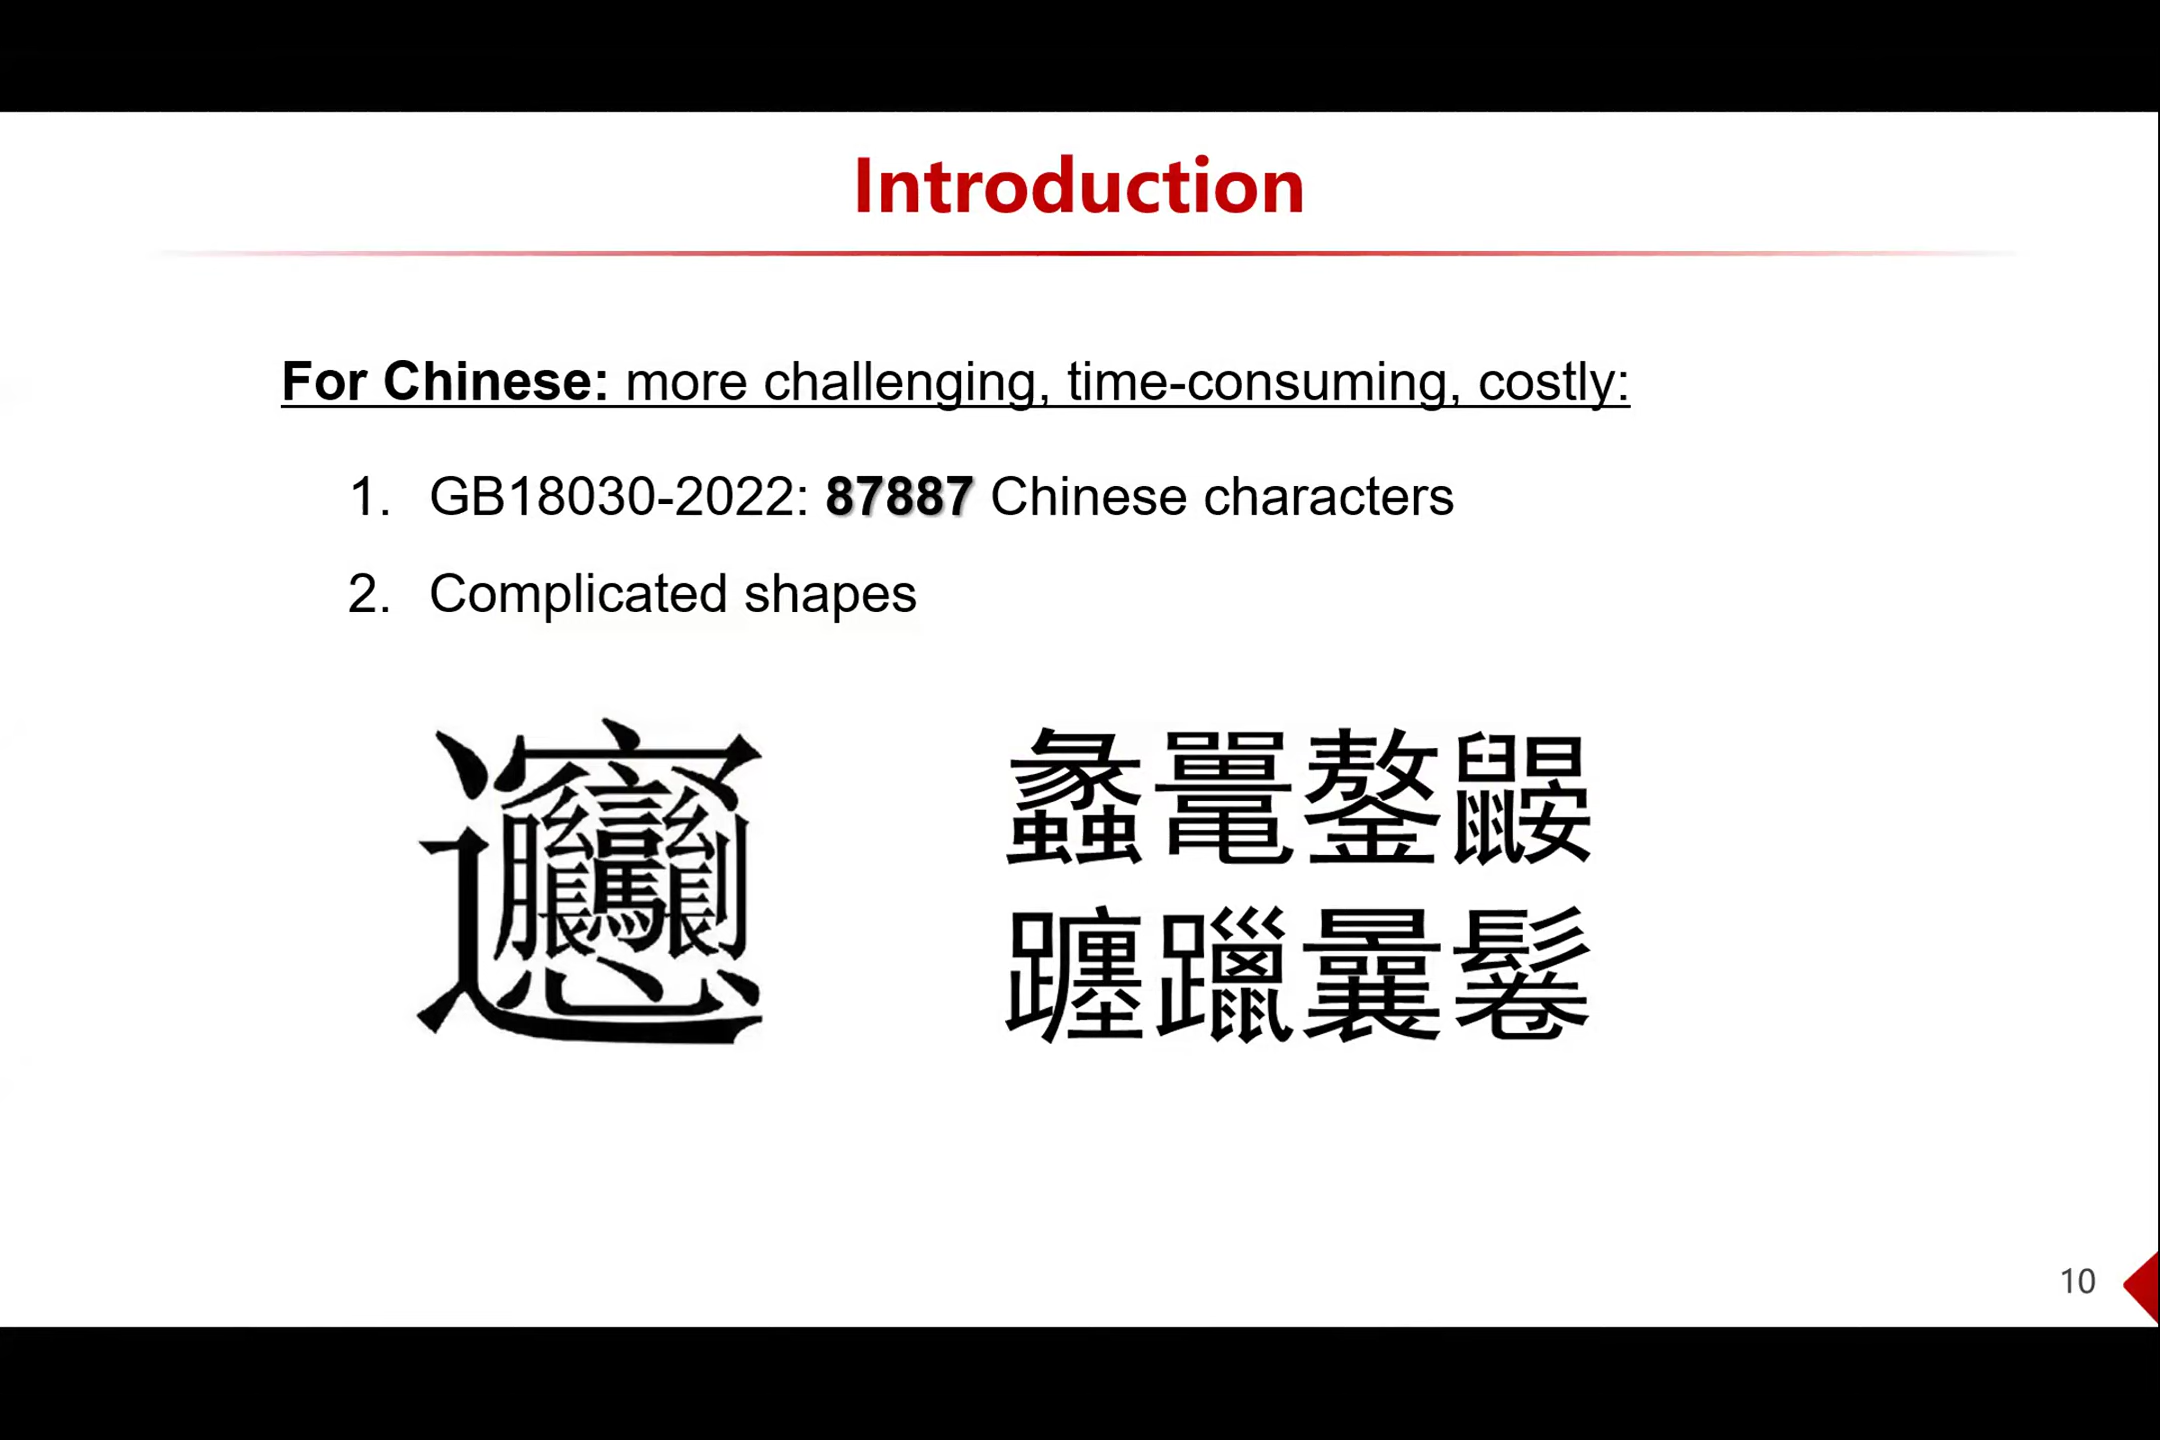 Introduction
For Chinese: more challenging, time-consuming, costly:
1. GB18030-2022: 87887 Chinese characters
2. Complicated shapes
𰻞
蠡鼍鏊鼹
躔躐曩鬈
10